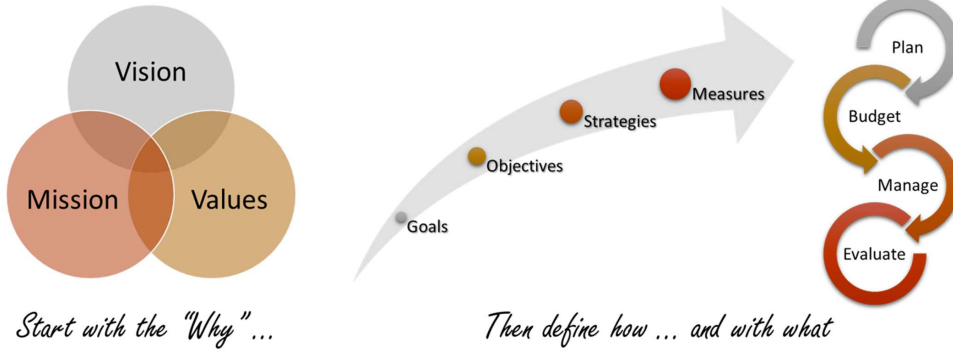 Vision
Mission
Values
Start with the "Why"...
Goals
Objectives
Strategies
Measures
Then define how ... and with what
Plan
Budget
Manage
Evaluate